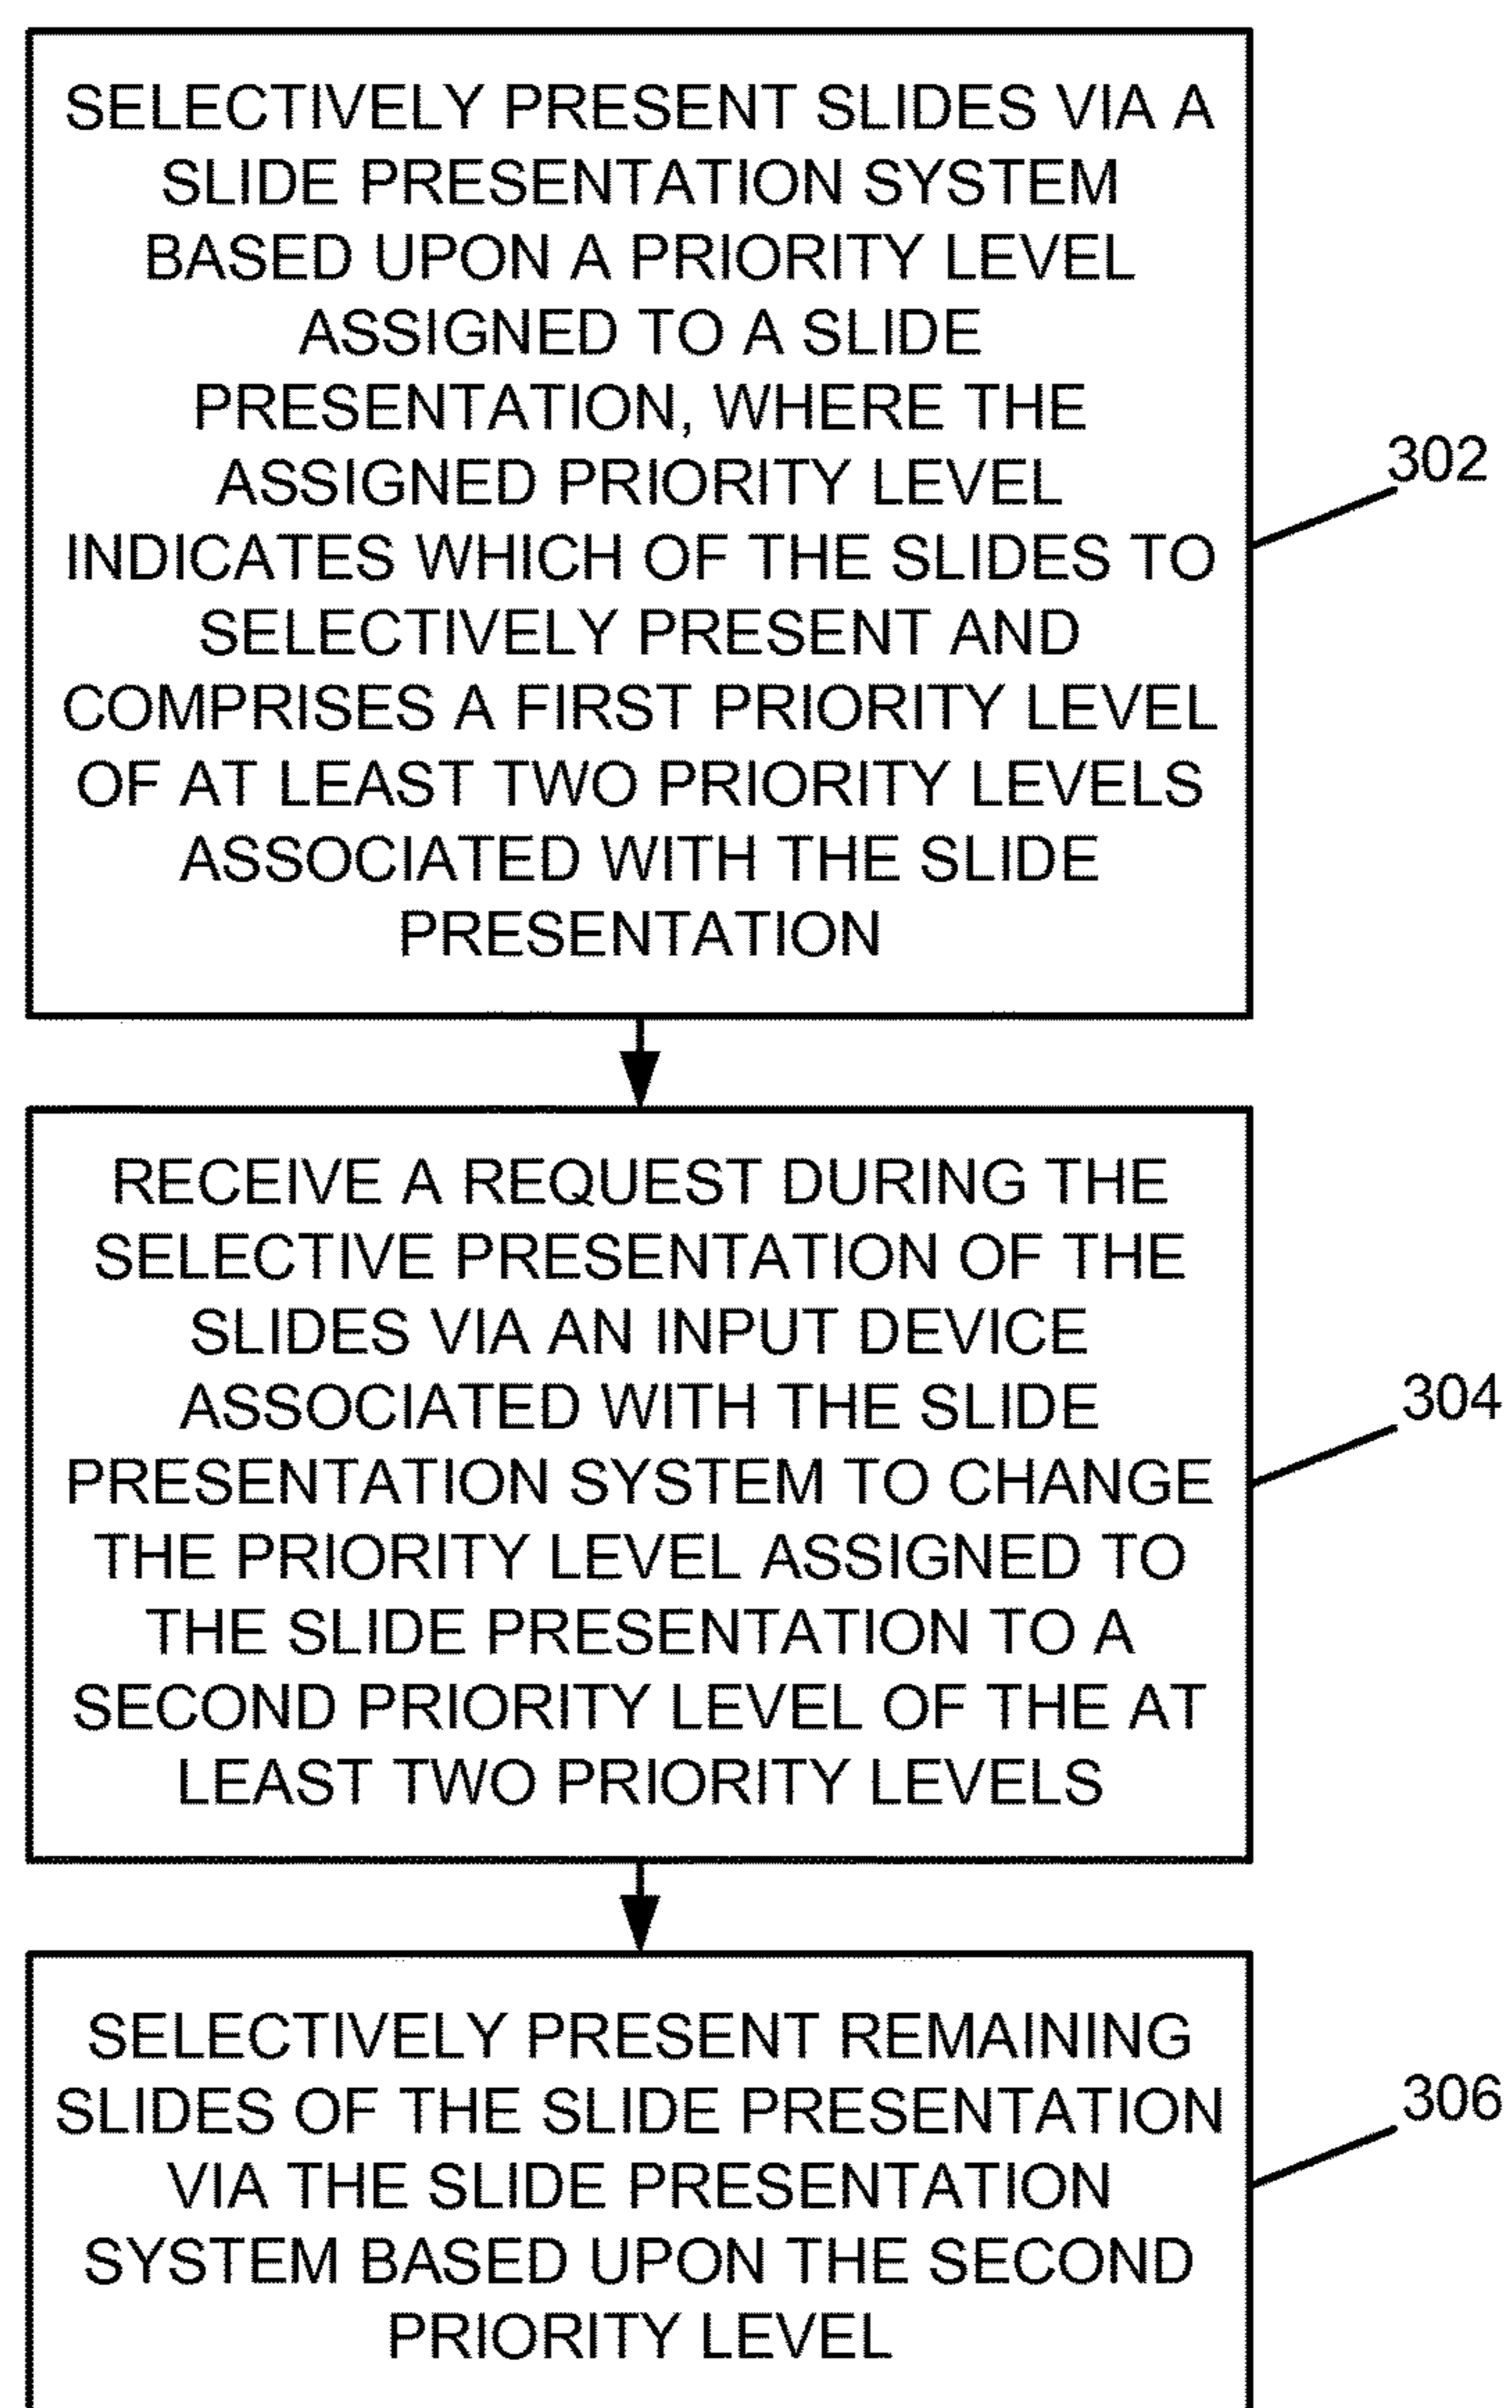 SELECTIVELY PRESENT SLIDES VIA A
SLIDE PRESENTATION SYSTEM
BASED UPON A PRIORITY LEVEL
ASSIGNED TO A SLIDE
PRESENTATION, WHERE THE
ASSIGNED PRIORITY LEVEL
INDICATES WHICH OF THE SLIDES TO
SELECTIVELY PRESENT AND
COMPRISES A FIRST PRIORITY LEVEL
OF AT LEAST TWO PRIORITY LEVELS
ASSOCIATED WITH THE SLIDE
PRESENTATION
302
RECEIVE A REQUEST DURING THE
SELECTIVE PRESENTATION OF THE
SLIDES VIA AN INPUT DEVICE
ASSOCIATED WITH THE SLIDE
PRESENTATION SYSTEM TO CHANGE
THE PRIORITY LEVEL ASSIGNED TO
THE SLIDE PRESENTATION TO A
SECOND PRIORITY LEVEL OF THE AT
LEAST TWO PRIORITY LEVELS
304
SELECTIVELY PRESENT REMAINING
SLIDES OF THE SLIDE PRESENTATION
VIA THE SLIDE PRESENTATION
SYSTEM BASED UPON THE SECOND
PRIORITY LEVEL
306